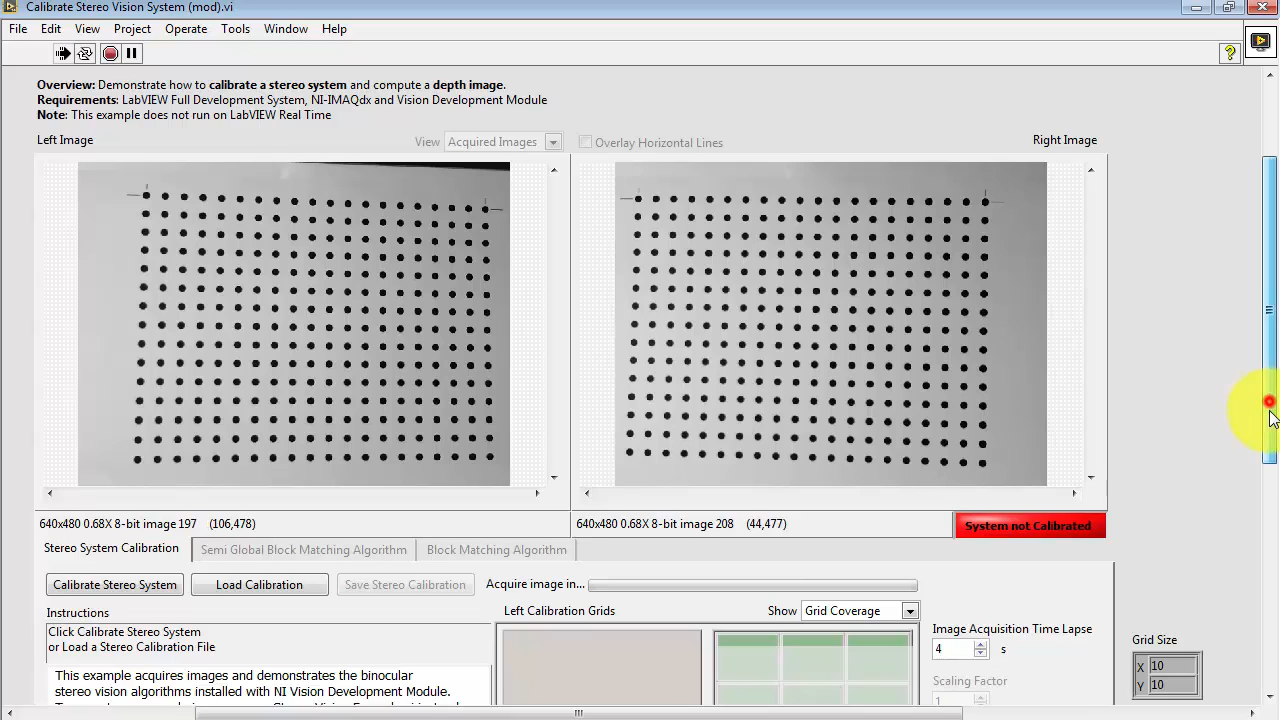 Calibrate Stereo Vision System (mod).vi
File Edit View Project Operate Tools Window Help
?
Overview: Demonstrate how to calibrate a stereo system and compute a depth image.
Requirements: LabVIEW Full Development System, NI-IMAQdx and Vision Development Module
Note: This example does not run on LabVIEW Real Time
Left Image View Acquired Images Overlay Horizontal Lines Right Image
640x480 0.68X 8-bit image 197 (106,478) 640x480 0.68X 8-bit image 208 (44,477) System not Calibrated
Stereo System Calibration Semi Global Block Matching Algorithm Block Matching Algorithm
Calibrate Stereo System Load Calibration Save Stereo Calibration Acquire image in...
Instructions Left Calibration Grids Show Grid Coverage
Click Calibrate Stereo System
or Load a Stereo Calibration File
Image Acquisition Time Lapse
4 s
Grid Size
X 10
Y 10
Scaling Factor
1
This example acquires images and demonstrates the binocular
stereo vision algorithms installed with NI Vision Development Module.